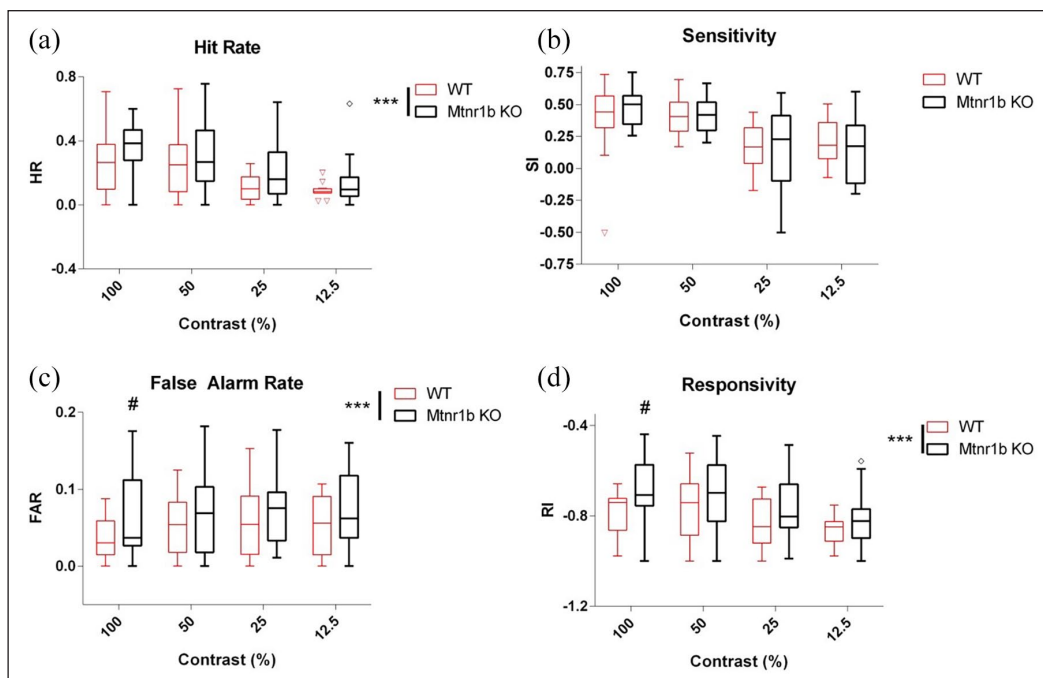 (a)
Hit Rate
HR
0.8
0.4
0.0
-0.4
100
50
25
12.5
Contrast (%)
***
WT
Mtnr1b KO
(b)
Sensitivity
SI
0.75
0.50
0.25
0.00
-0.25
-0.50
-0.75
100
50
25
12.5
Contrast (%)
WT
Mtnr1b KO
(c)
False Alarm Rate
#
FAR
0.2
0.1
0.0
100
50
25
12.5
Contrast (%)
***
WT
Mtnr1b KO
(d)
Responsivity
#
RI
-0.4
-0.8
-1.2
100
50
25
12.5
Contrast (%)
***
WT
Mtnr1b KO